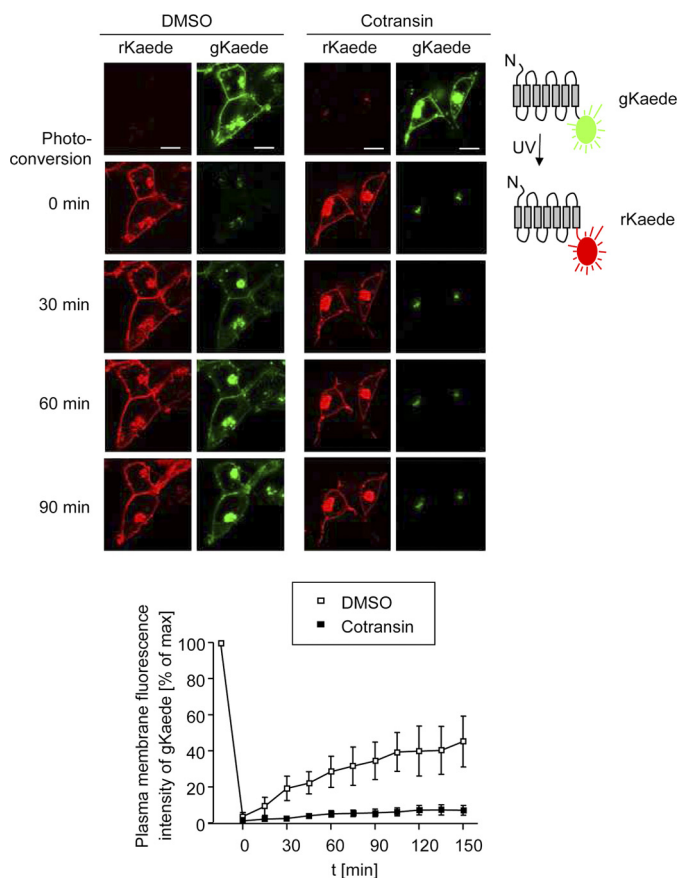 DMSO Cotransin
rKaede gKaede rKaede gKaede
N
gKaede
UV
N
rKaede
Photo-
conversion
0 min
30 min
60 min
90 min
DMSO
Cotransin
Plasma membrane fluorescence
intensity of gKaede [% of max]
100
80
60
40
20
0
0 30 60 90 120 150
t [min]